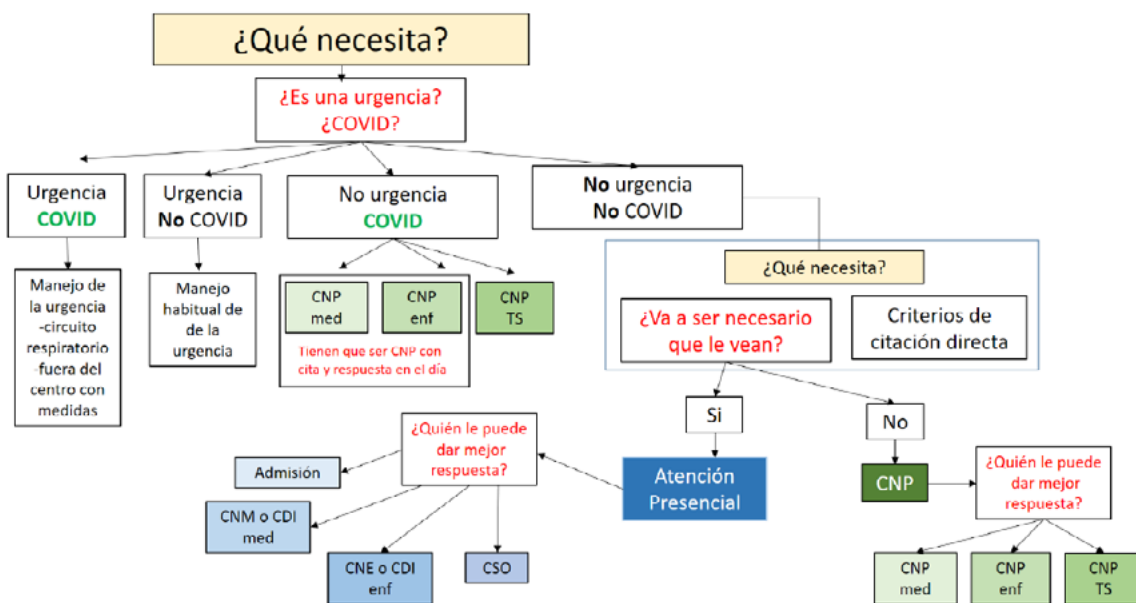 ¿Qué necesita?
¿Es una urgencia?
¿COVID?
Urgencia
COVID
Urgencia
No COVID
No urgencia
COVID
No urgencia
No COVID
Manejo de
la urgencia
-circuito
respiratorio
-fuera del
centro con
medidas
Manejo
habitual de
de la
urgencia
CNP
med
CNP
enf
CNP
TS
Tienen que ser CNP con
cita y respuesta en el día
¿Qué necesita?
¿Va a ser necesario
que le vean?
Criterios de
citación directa
Si
No
¿Quién le puede
dar mejor
respuesta?
Atención
Presencial
CNP
¿Quién le puede
dar mejor
respuesta?
Admisión
CNM o CDI
med
CNE o CDI
enf
CSO
CNP
med
CNP
enf
CNP
TS